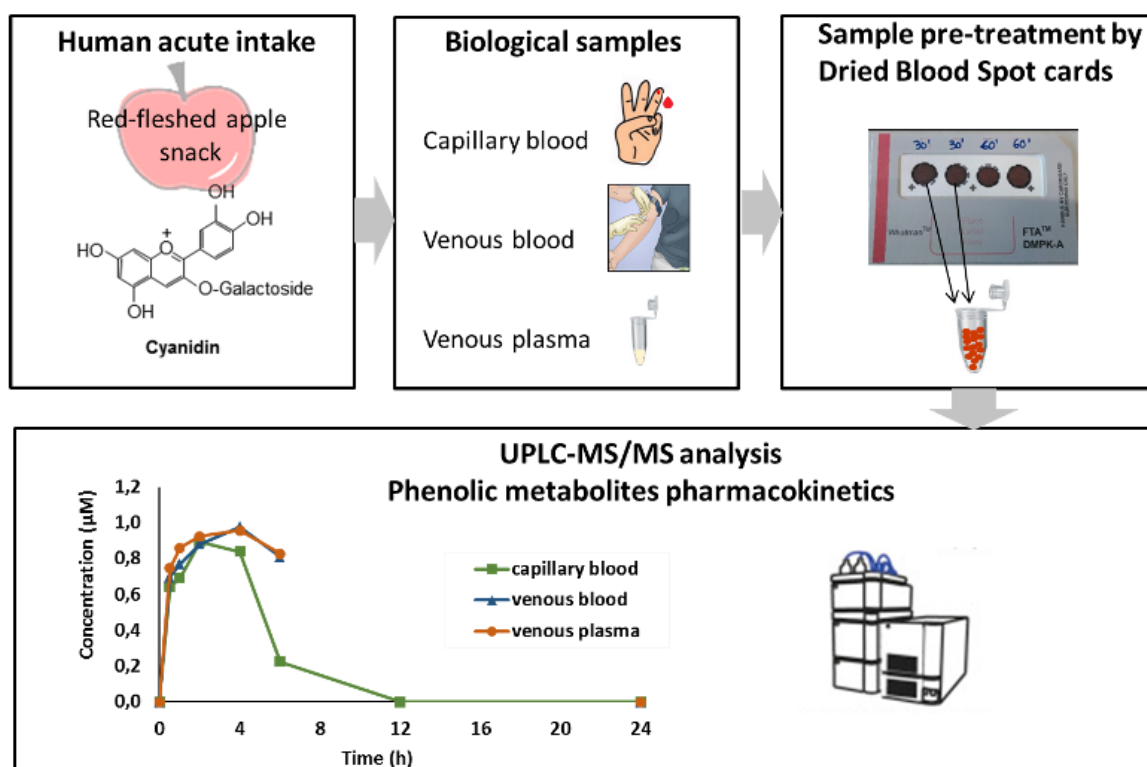 Human acute intake
Red-fleshed apple
snack
OH
OH
HO
O
+
O-Galactoside
OH
Cyanidin
Biological samples
Capillary blood
Venous blood
Venous plasma
Sample pre-treatment by
Dried Blood Spot cards
30' 30' 60' 60'
Whatman™
FTA™
DMPK-A
UPLC-MS/MS analysis
Phenolic metabolites pharmacokinetics
Concentration (µM)
1,2
1,0
0,8
0,6
0,4
0,2
0,0
0 4 8 12 16 20 24
Time (h)
capillary blood
venous blood
venous plasma